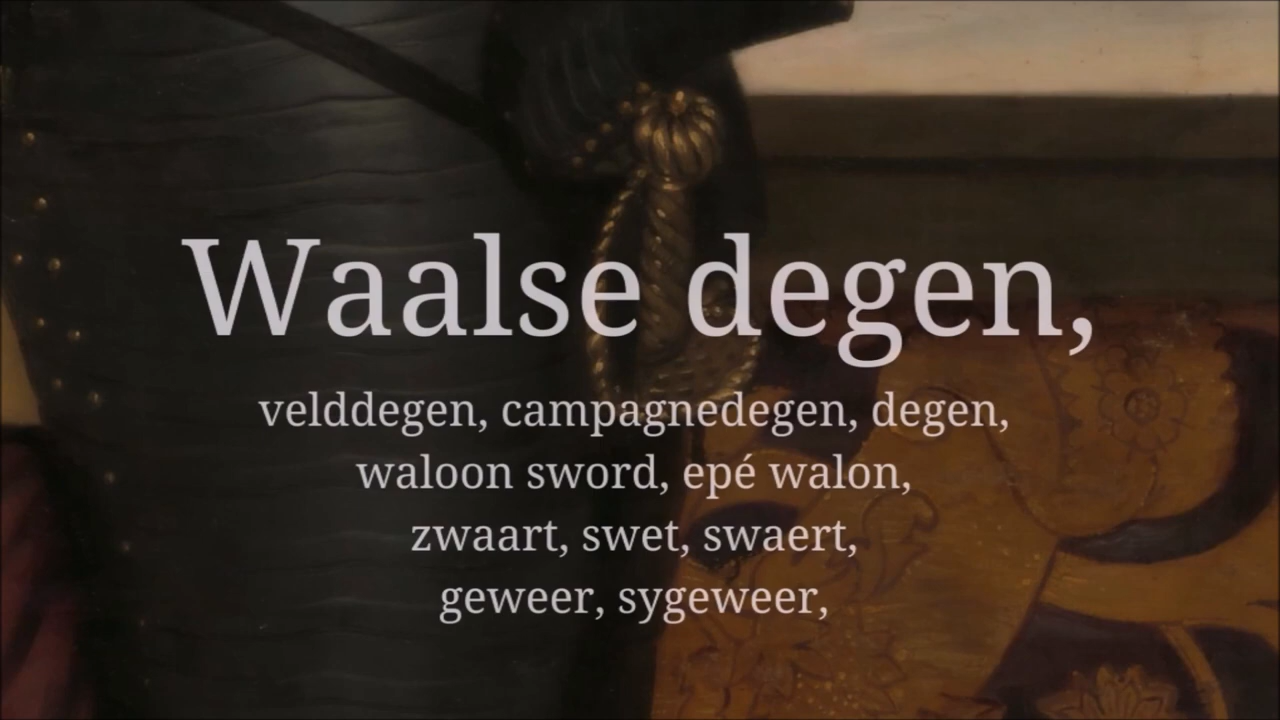 Waalse degen,
velddegen, campagnedegen, degen,
waloon sword, epé walon,
zwaart, swet, swaert,
geweer, sygeweer,